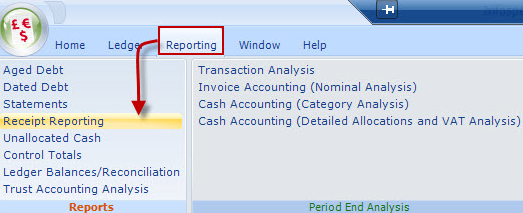 £ €
$
Home Ledger Reporting Window Help
Aged Debt
Dated Debt
Statements
Receipt Reporting
Unallocated Cash
Control Totals
Ledger Balances/Reconciliation
Trust Accounting Analysis
Reports
Transaction Analysis
Invoice Accounting (Nominal Analysis)
Cash Accounting (Category Analysis)
Cash Accounting (Detailed Allocations and VAT Analysis)
Period End Analysis